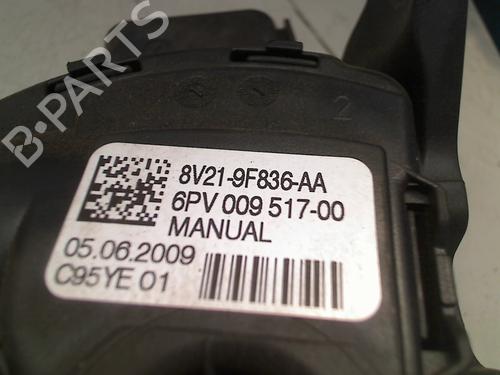 B-PARTS
2
8V21-9F836-AA
6PV 009 517-00
MANUAL
05.06.2009
C95YE 01